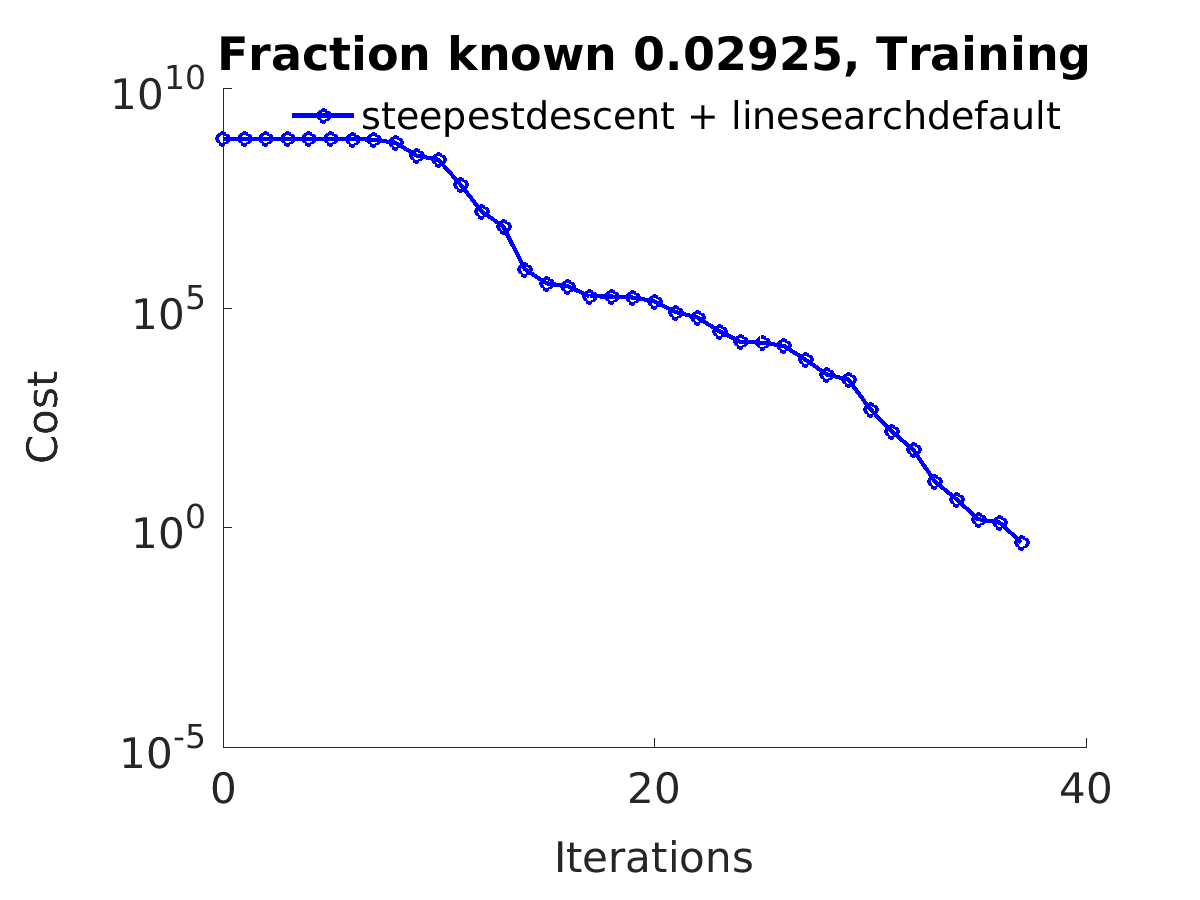 Fraction known 0.02925, Training
steepestdescent + linesearchdefault
10^10
10^5
10^0
10^-5
Cost
0 20 40
Iterations